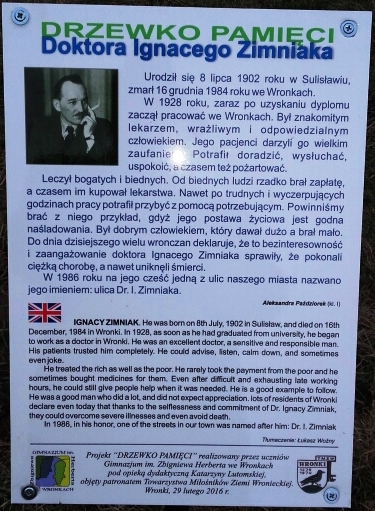 DRZEWKO PAMIĘCI
Doktora Ignacego Zimniaka
Urodził się 8 lipca 1902 roku w Sulisławiu,
zmarł 16 grudnia 1984 roku we Wronkach.
W 1928 roku, zaraz po uzyskaniu dyplomu
zaczął pracować we Wronkach. Był znakomitym
lekarzem, wrażliwym i odpowiedzialnym
człowiekiem. Jego pacjenci darzyli go wielkim
zaufaniem. Potrafił doradzić, wysłuchać,
uspokoić, a czasem też pożartować.
Leczył bogatych i biednych. Od biednych ludzi rzadko brał zapłatę,
a czasem im kupował lekarstwa. Nawet po trudnych i wyczerpujących
godzinach pracy potrafił przybyć z pomocą potrzebującym. Powinniśmy
brać z niego przykład, gdyż jego postawa życiowa jest godna
naśladowania. Był dobrym człowiekiem, który dawał dużo a brał mało.
Do dnia dzisiejszego wielu wronczan deklaruje, że to bezinteresowność
i zaangażowanie doktora Ignacego Zimniaka sprawiły, że pokonali
ciężką chorobę, a nawet uniknęli śmierci.
W 1986 roku na jego cześć jedną z ulic naszego miasta nazwano
jego imieniem: ulica Dr. I. Zimniaka.
Aleksandra Paździorek (kl. I)
IGNACY ZIMNIAK. He was born on 8th July, 1902 in Sulisław, and died on 16th
December, 1984 in Wronki. In 1928, as soon as he had graduated from university, he began
to work as a doctor in Wronki. He was an excellent doctor, a sensitive and responsible man.
His patients trusted him completely. He could advise, listen, calm down, and sometimes
even joke.
He treated the rich as well as the poor. He rarely took the payment from the poor and he
sometimes bought medicines for them. Even after difficult and exhausting late working
hours, he could still give people help when it was needed. He is a good example to follow.
He was a good man who did a lot, and did not expect appreciation. lots of residents of Wronki
declare even today that thanks to the selflessness and commitment of Dr. Ignacy Zimniak,
they could overcome severe illnesses and even avoid death.
In 1986, in his honor, one of the streets in our town was named after him: Dr. I. Zimniak
Tłumaczenie: Łukasz Woźny
Projekt "DRZEWKO PAMIĘCI" realizowany przez uczniów
Gimnazjum im. Zbigniewa Herberta we Wronkach
pod opieką dydaktyczną Katarzyny Lutomskiej,
objęty patronatem Towarzystwa Miłośników Ziemi Wronieckiej.
Wronki, 29 lutego 2016 r.
GIMNAZJUM im.
Zbigniewa
Herberta
WRONKACH
TMZW
WRONKI